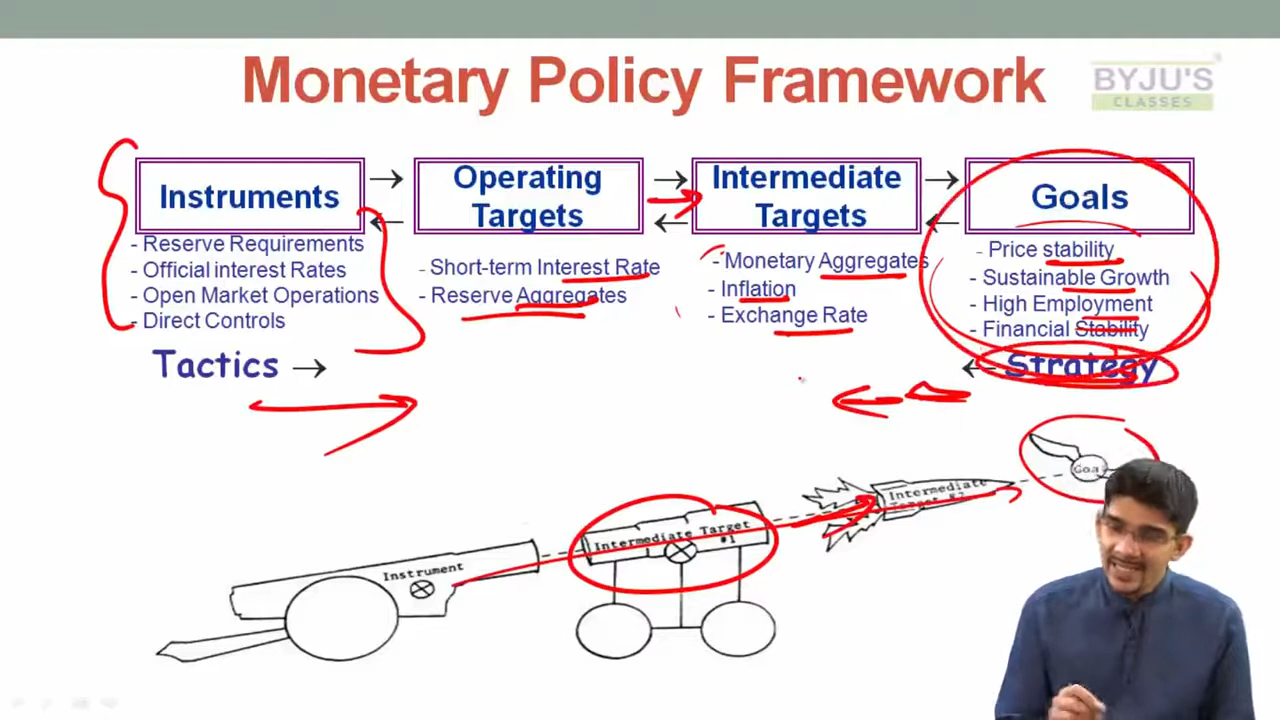 Monetary Policy Framework
BYJU'S
CLASSES
Instruments
- Reserve Requirements
- Official interest Rates
- Open Market Operations
- Direct Controls
Operating
Targets
- Short-term Interest Rate
- Reserve Aggregates
Intermediate
Targets
- Monetary Aggregates
- Inflation
- Exchange Rate
Goals
- Price stability
- Sustainable Growth
- High Employment
- Financial Stability
Tactics →
← Strategy
Instrument
Intermediate Target
#1
Intermediate
Target #2
Goal